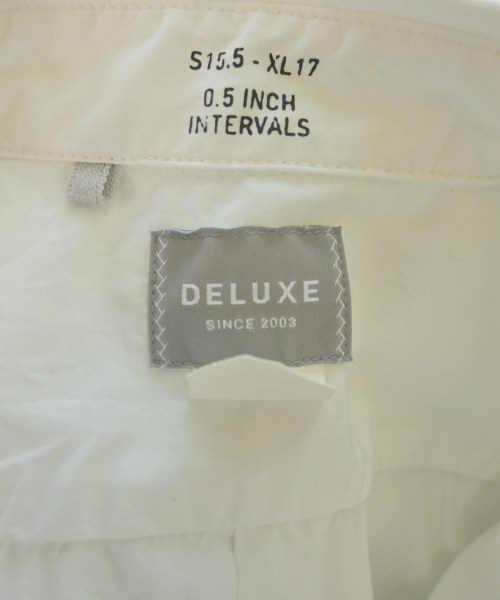 S15.5 - XL17
0.5 INCH
INTERVALS
DELUXE
SINCE 2003